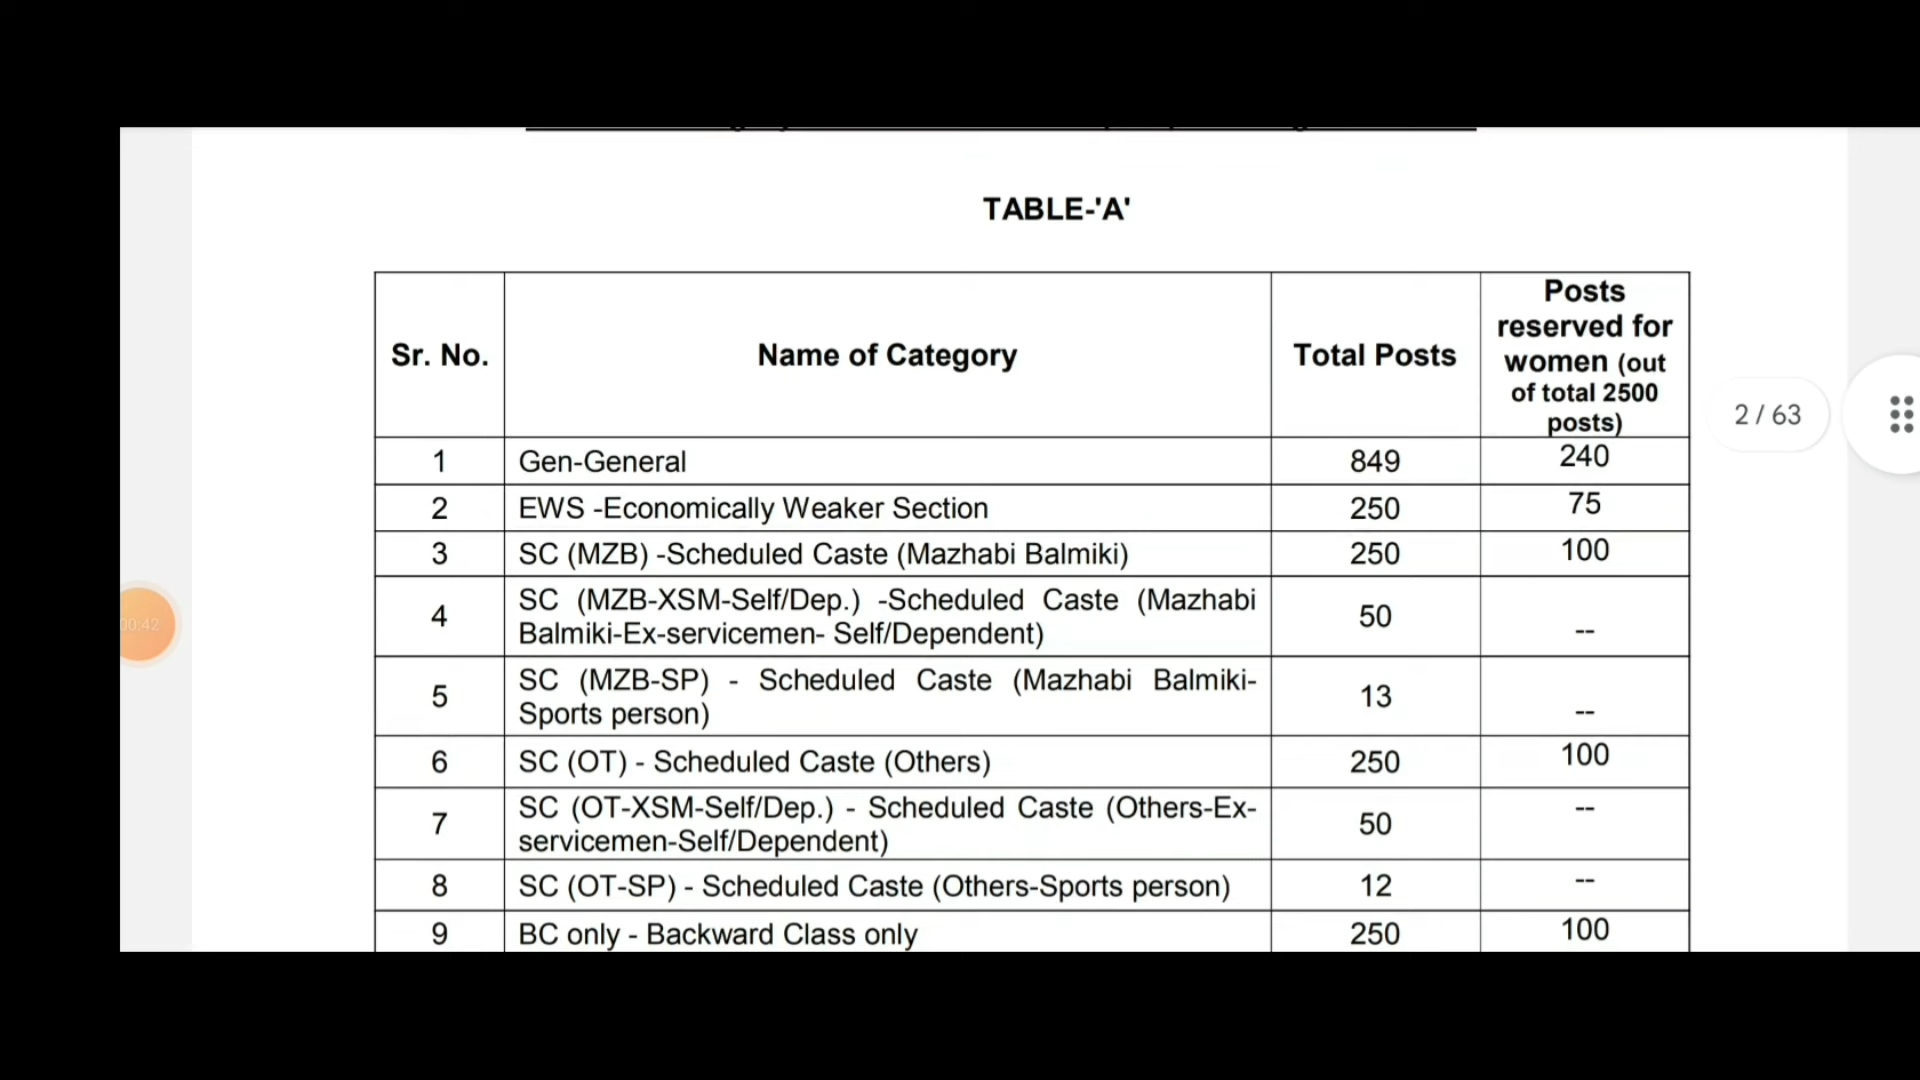 TABLE-'A'
Sr. No. Name of Category Total Posts Posts reserved for women (out of total 2500 posts)
1 Gen-General 849 240
2 EWS -Economically Weaker Section 250 75
3 SC (MZB) -Scheduled Caste (Mazhabi Balmiki) 250 100
4 SC (MZB-XSM-Self/Dep.) -Scheduled Caste (Mazhabi
Balmiki-Ex-servicemen- Self/Dependent) 50 --
5 SC (MZB-SP) - Scheduled Caste (Mazhabi Balmiki-
Sports person) 13 --
6 SC (OT) - Scheduled Caste (Others) 250 100
7 SC (OT-XSM-Self/Dep.) - Scheduled Caste (Others-Ex-
servicemen-Self/Dependent) 50 --
8 SC (OT-SP) - Scheduled Caste (Others-Sports person) 12 --
9 BC only - Backward Class only 250 100
2 / 63
00:42